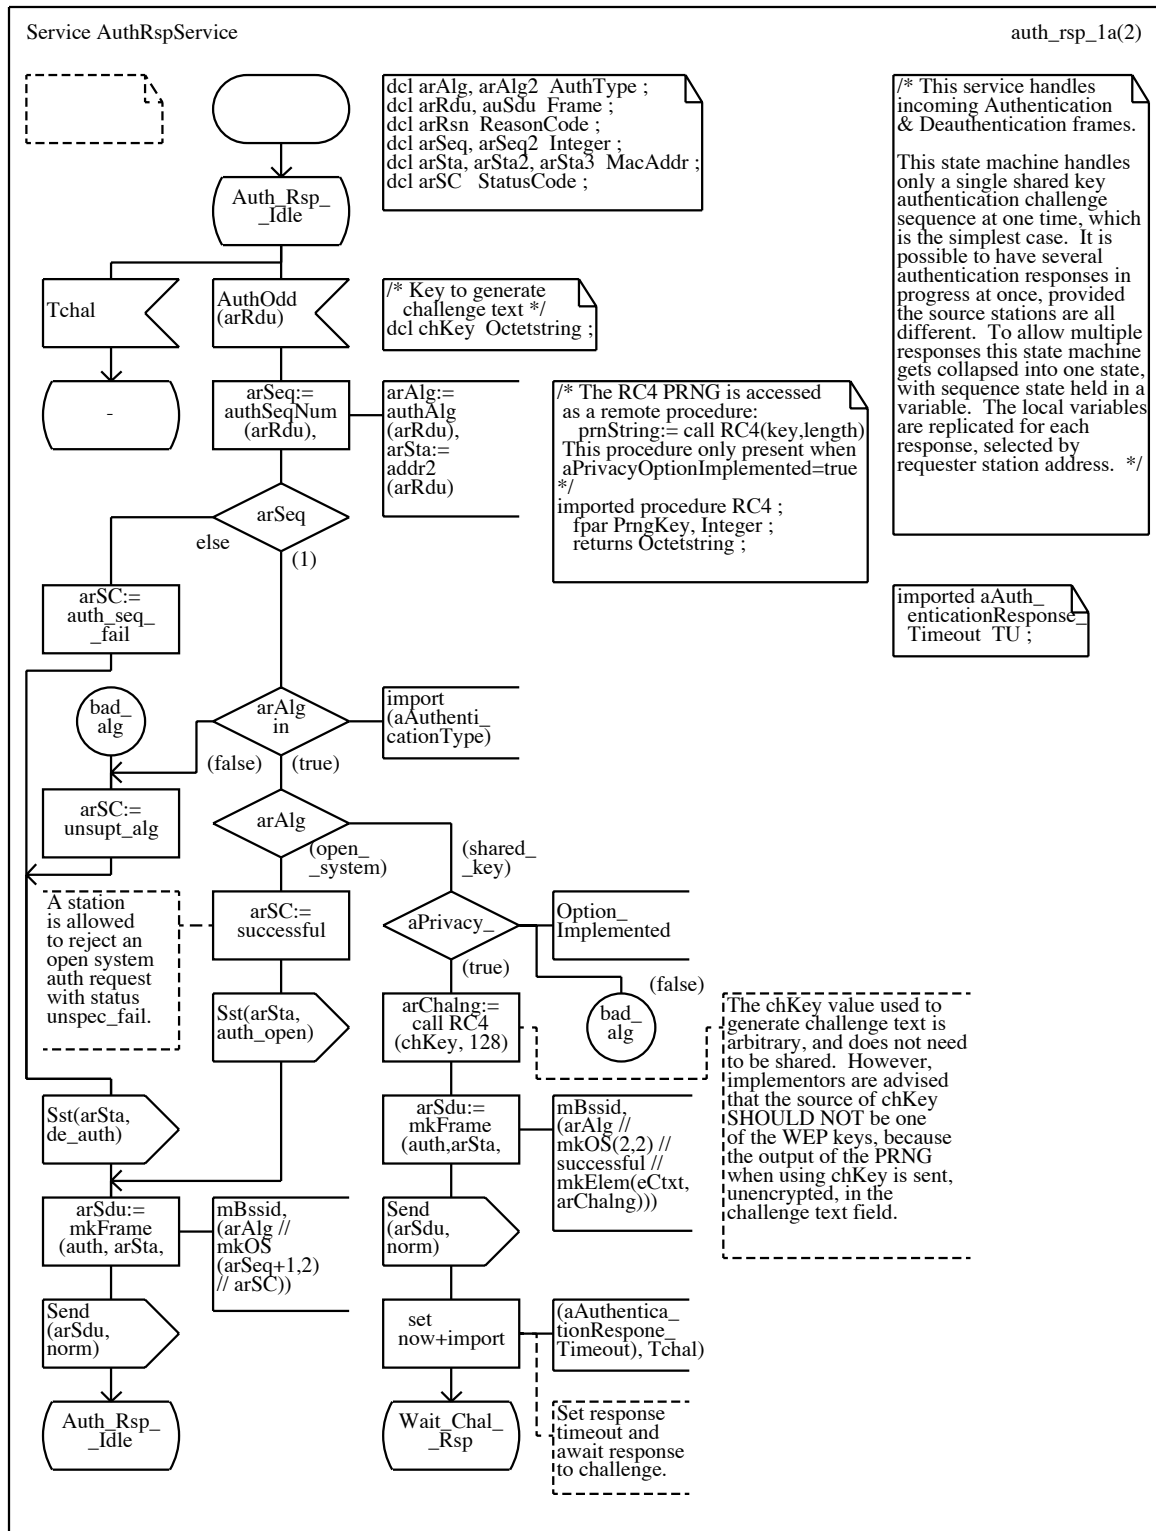 Service AuthRspService
auth_rsp_1a(2)
dcl arAlg, arAlg2  AuthType ;
dcl arRdu, auSdu  Frame ;
dcl arRsn  ReasonCode ;
dcl arSeq, arSeq2  Integer ;
dcl arSta, arSta2, arSta3  MacAddr ;
dcl arSC   StatusCode ;
/* This service handles
incoming Authentication
& Deauthentication frames.
This state machine handles
only a single shared key
authentication challenge
sequence at one time, which
is the simplest case.  It is
possible to have several
authentication responses in
progress at once, provided
the source stations are all
different.  To allow multiple
responses this state machine
gets collapsed into one state,
with sequence state held in a
variable.  The local variables
are replicated for each
response, selected by
requester station address.  */
Auth_Rsp_
_Idle
Tchal
AuthOdd
(arRdu)
/* Key to generate
challenge text */
dcl chKey  Octetstring ;
-
arSeq:=
authSeqNum
(arRdu),
arAlg:=
authAlg
(arRdu),
arSta:=
addr2
(arRdu)
/* The RC4 PRNG is accessed
as a remote procedure:
prnString:= call RC4(key,length)
This procedure only present when
aPrivacyOptionImplemented=true
*/
imported procedure RC4 ;
fpar PrngKey, Integer ;
returns Octetstring ;
arSeq
else
(1)
arSC:=
auth_seq_
_fail
imported aAuth_
enticationResponse_
Timeout  TU ;
bad_
alg
arAlg
in
import
(aAuthenti_
cationType)
(false)
(true)
arSC:=
unsupt_alg
arAlg
(open_
_system)
(shared_
_key)
A station
is allowed
to reject an
open system
auth request
with status
unspec_fail.
arSC:=
successful
aPrivacy_
Option_
Implemented
(true)
(false)
Sst(arSta,
auth_open)
arChalng:=
call RC4
(chKey, 128)
bad_
alg
The chKey value used to
generate challenge text is
arbitrary, and does not need
to be shared.  However,
implementors are advised
that the source of chKey
SHOULD NOT be one
of the WEP keys, because
the output of the PRNG
when using chKey is sent,
unencrypted, in the
challenge text field.
Sst(arSta,
de_auth)
arSdu:=
mkFrame
(auth,arSta,
mBssid,
(arAlg //
mkOS(2,2) //
successful //
mkElem(eCtxt,
arChalng)))
arSdu:=
mkFrame
(auth, arSta,
mBssid,
(arAlg //
mkOS
(arSeq+1,2)
// arSC))
Send
(arSdu,
norm)
Send
(arSdu,
norm)
set
now+import
(aAuthentica_
tionRespone_
Timeout), Tchal)
Auth_Rsp_
_Idle
Wait_Chal_
_Rsp
Set response
timeout and
await response
to challenge.